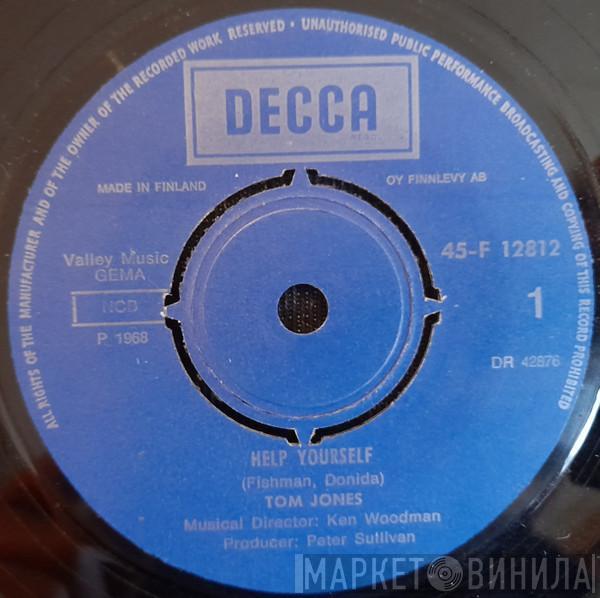 ALL RIGHTS OF THE MANUFACTURER AND OF THE OWNER OF THE RECORDED WORK RESERVED • UNAUTHORISED PUBLIC PERFORMANCE BROADCASTING AND COPYING OF THIS RECORD PROHIBITED
DECCA
REGD.
MADE IN FINLAND
OY FINNLEVY AB
Valley Music
GEMA
45-F 12812
NCB
1
P 1968
DR 42876
HELP YOURSELF
(Fishman, Donida)
TOM JONES
Musical Director: Ken Woodman
Producer: Peter Sullivan
МАРКЕТ ВИНИЛА